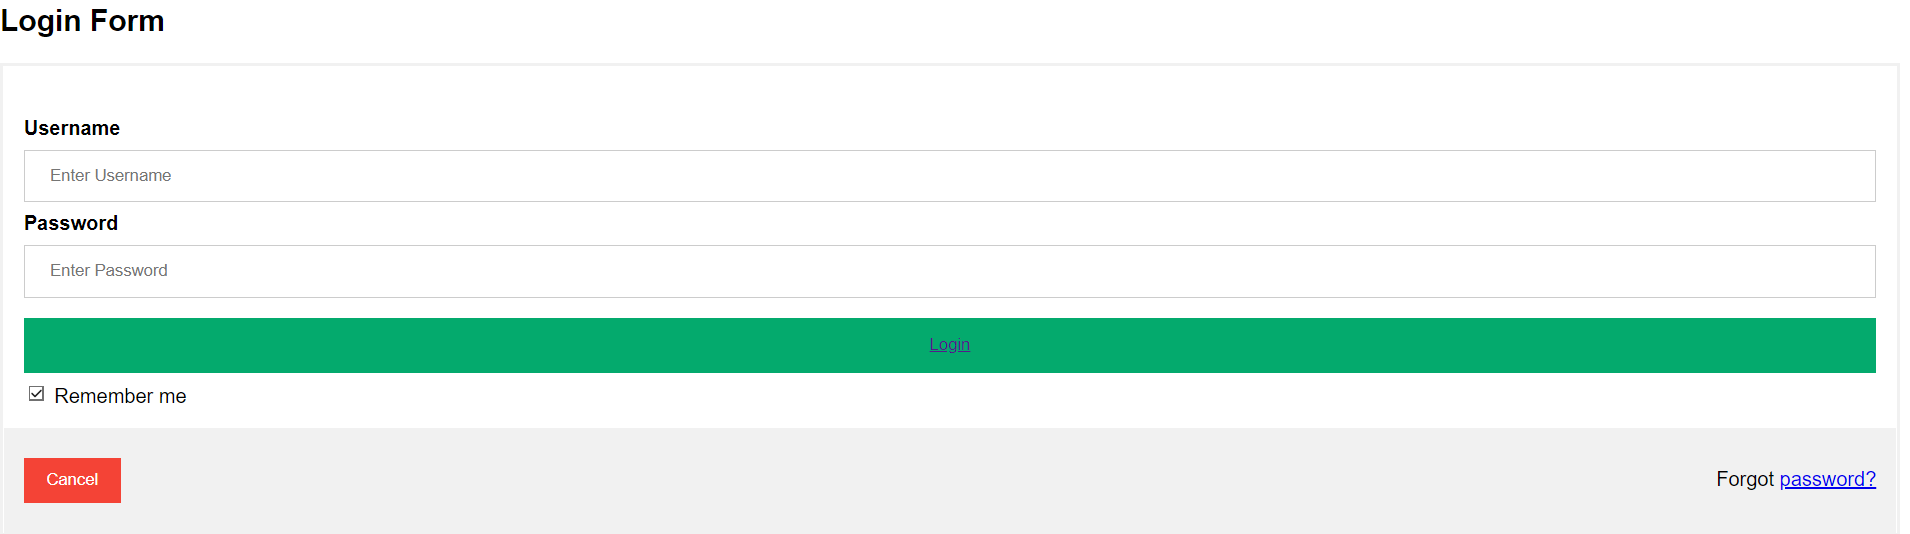 Login Form
Username
Enter Username
Password
Enter Password
Login
Remember me
Cancel
Forgot password?